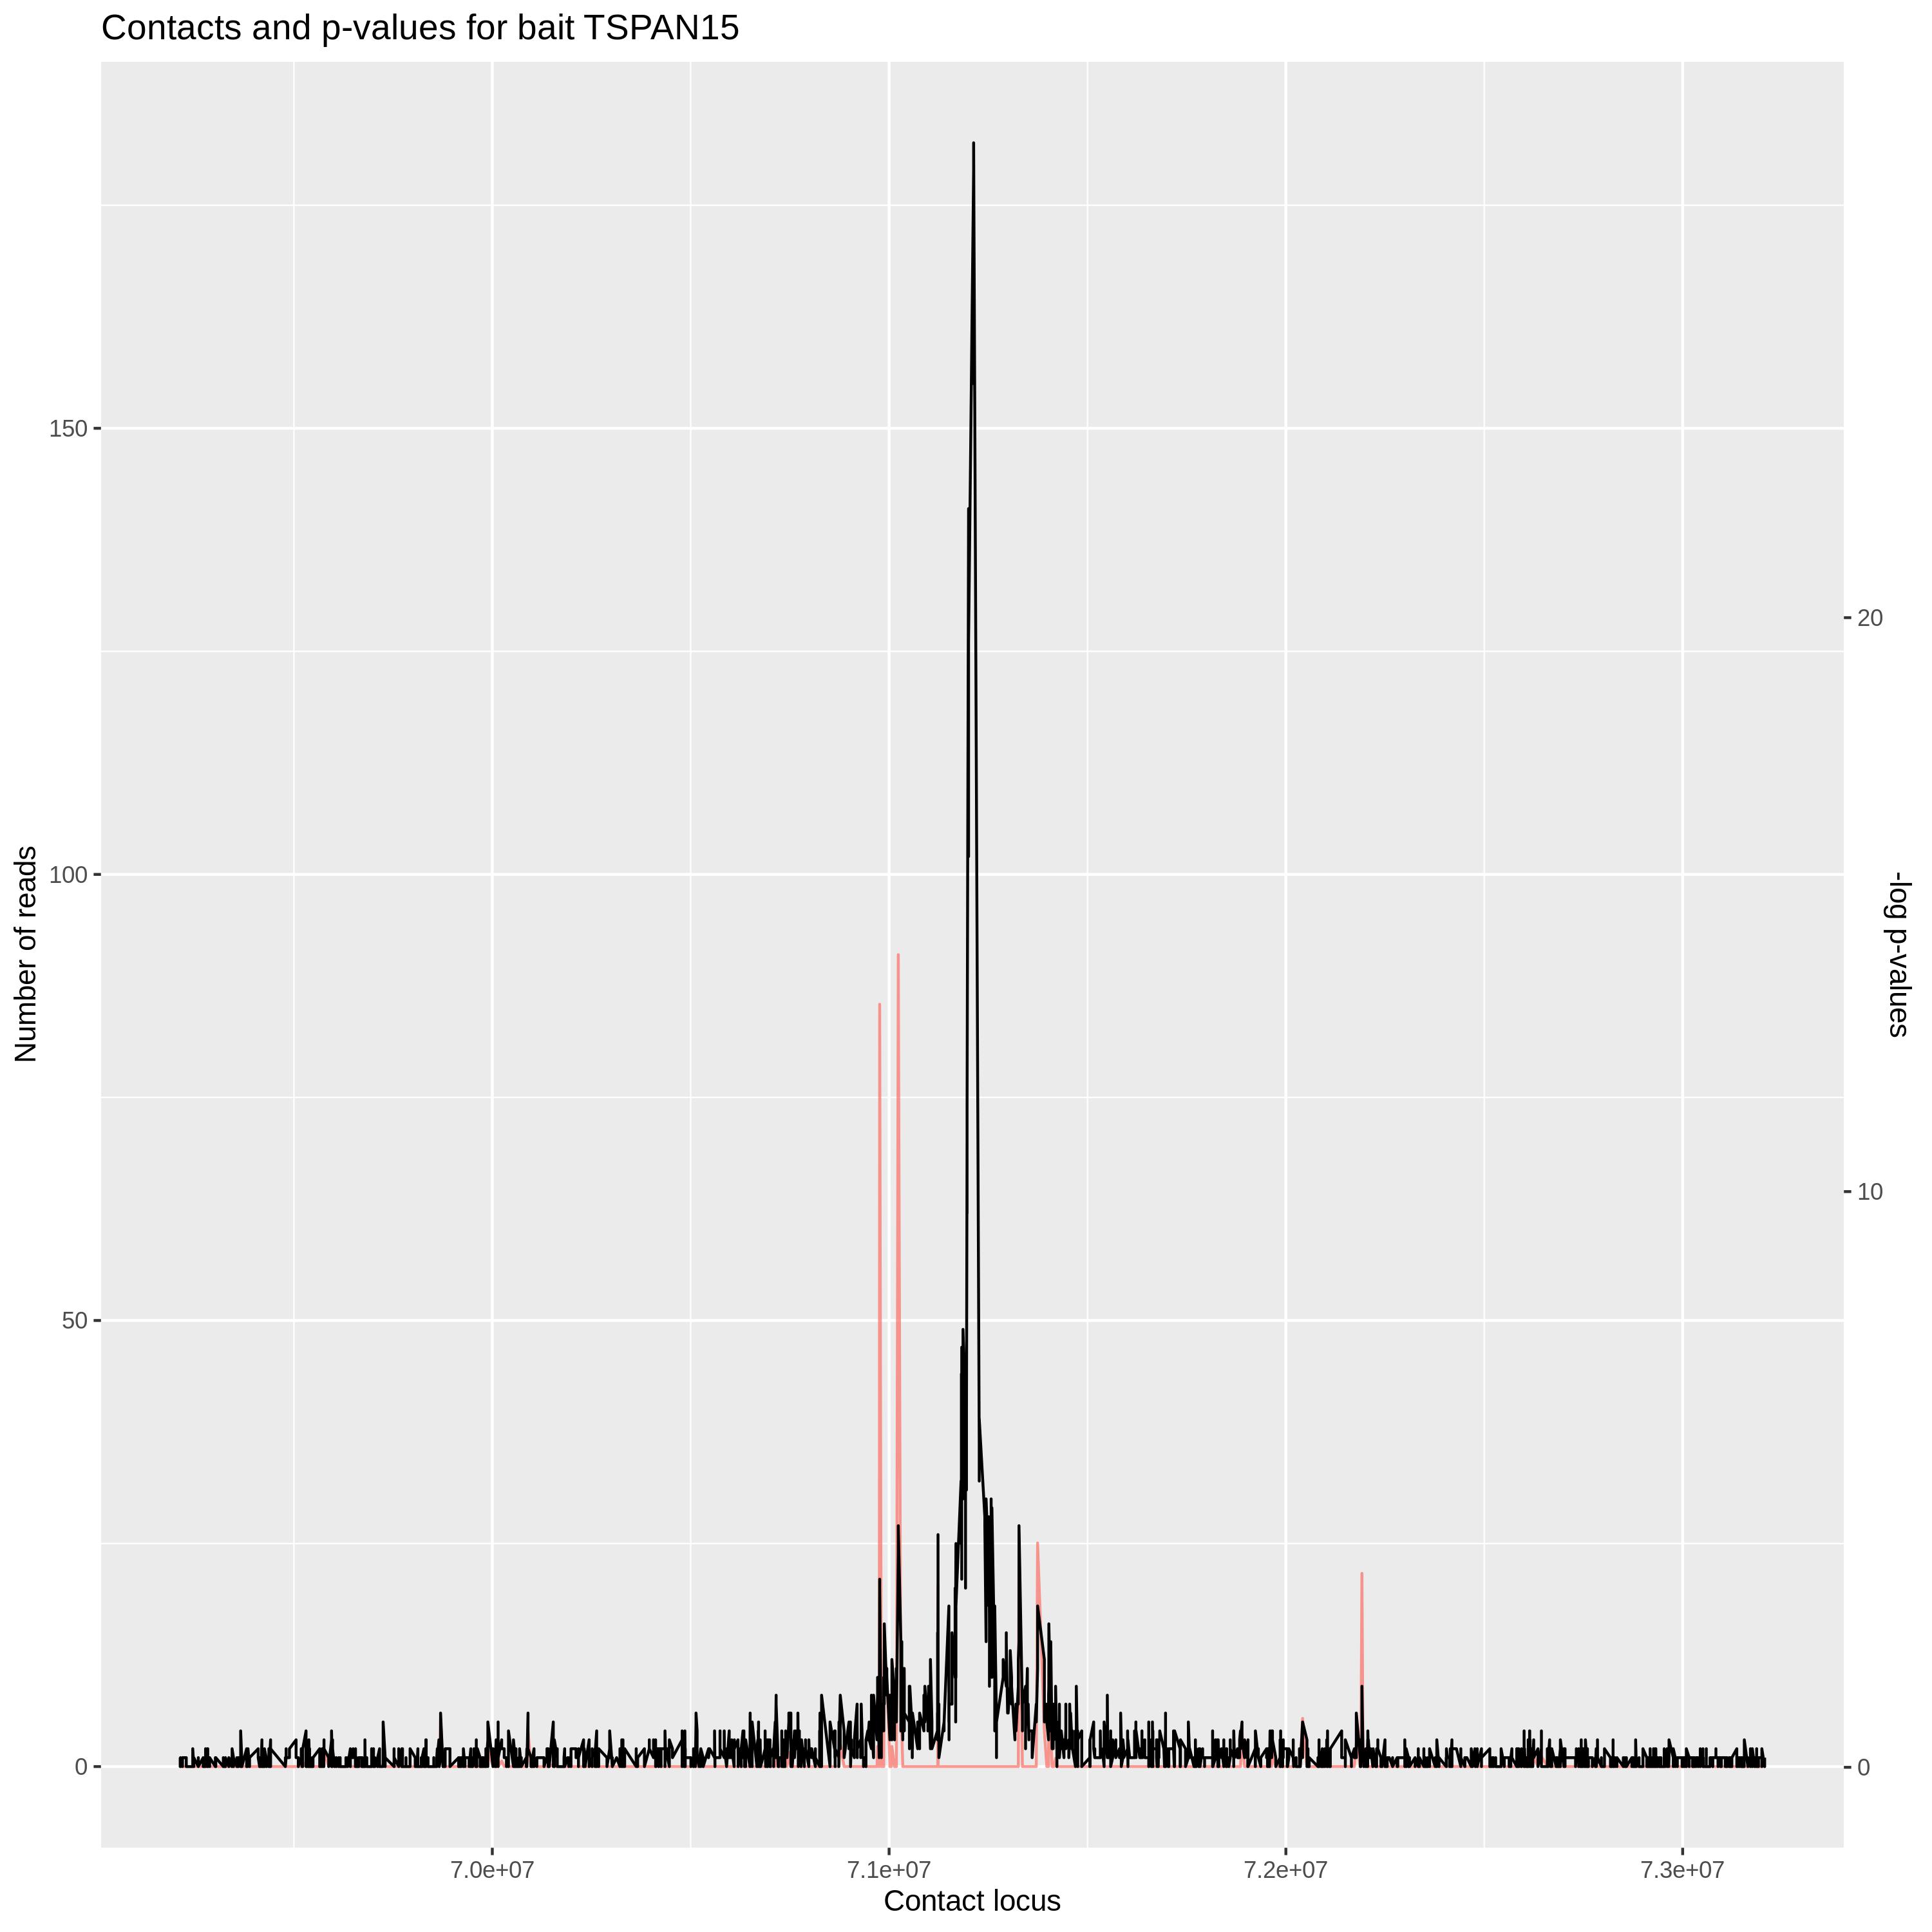 Contacts and p-values for bait TSPAN15
Number of reads
150
100
50
0
20
10
0
-log p-values
7.0e+07
7.1e+07
7.2e+07
7.3e+07
Contact locus